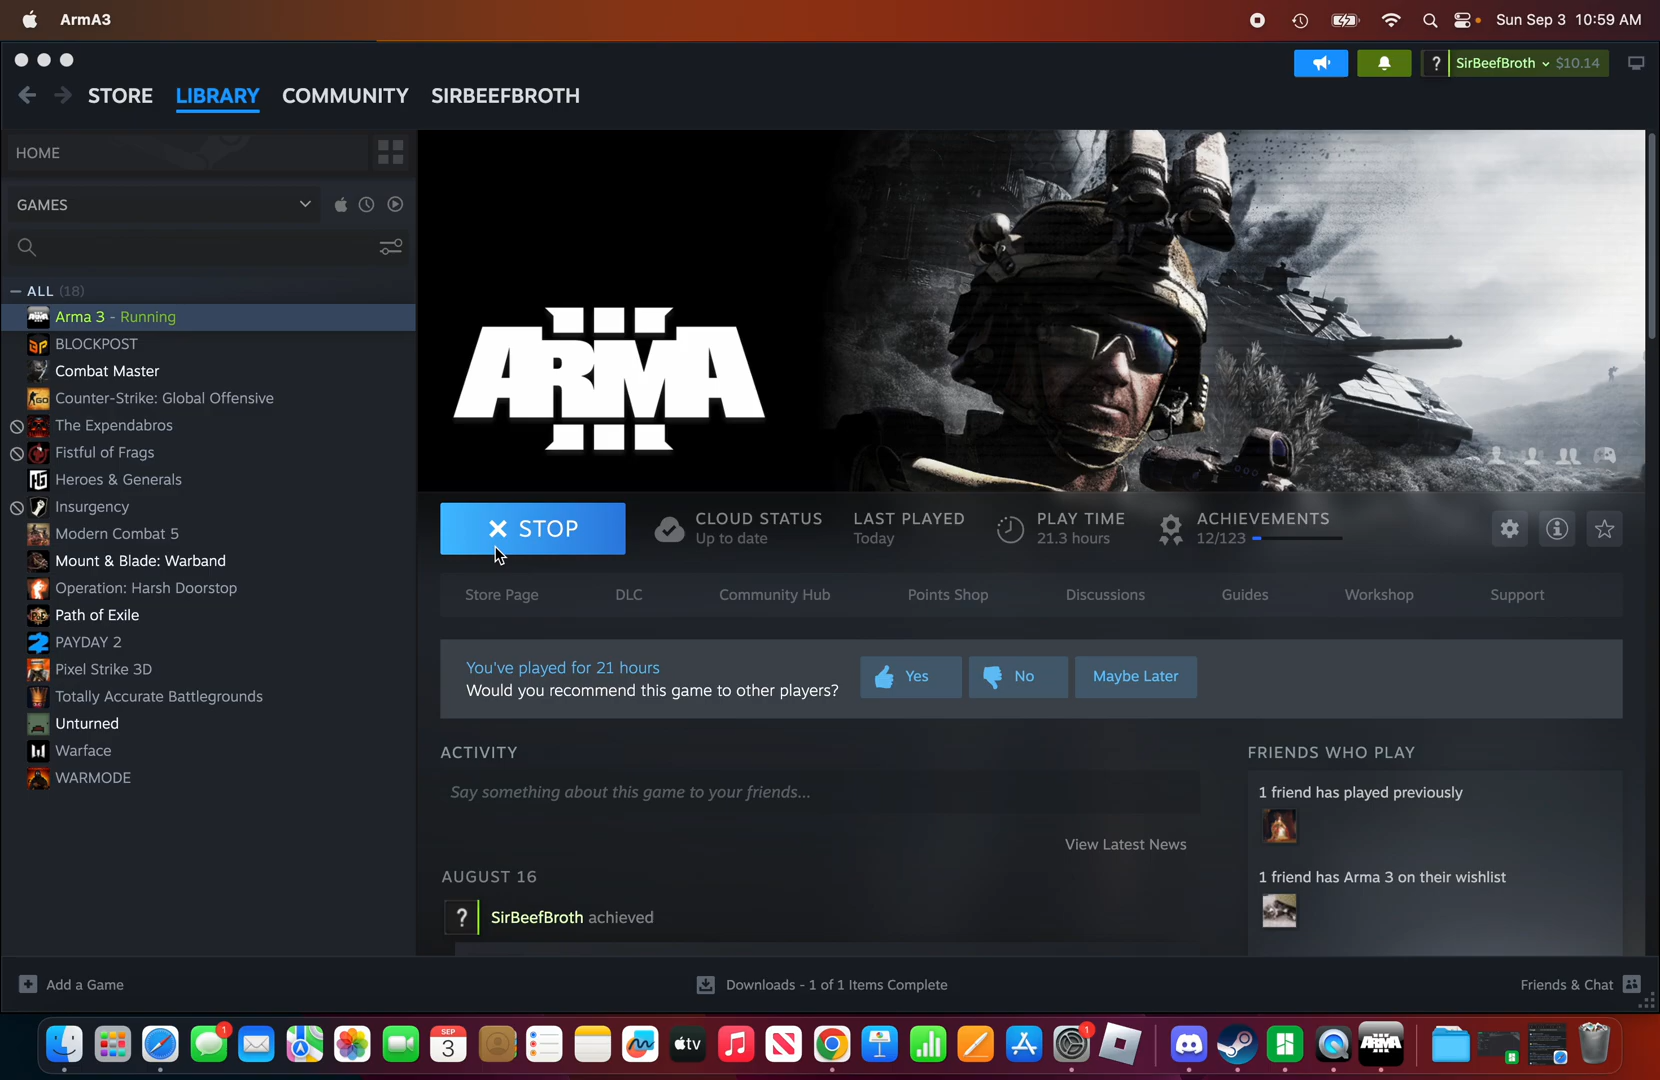 ArmA3
Sun Sep 3 10:59 AM
? SirBeefBroth $10.14
STORE LIBRARY COMMUNITY SIRBEEFBROTH
HOME
GAMES
— ALL (18)
Arma 3 - Running
BLOCKPOST
Combat Master
Counter-Strike: Global Offensive
The Expendabros
Fistful of Frags
Heroes & Generals
Insurgency
Modern Combat 5
Mount & Blade: Warband
Operation: Harsh Doorstop
Path of Exile
PAYDAY 2
Pixel Strike 3D
Totally Accurate Battlegrounds
Unturned
Warface
WARMODE
ARMA
III
STOP
CLOUD STATUS
Up to date
LAST PLAYED
Today
PLAY TIME
21.3 hours
ACHIEVEMENTS
12/123
Store Page DLC Community Hub Points Shop Discussions Guides Workshop Support
You've played for 21 hours
Would you recommend this game to other players?
Yes No Maybe Later
ACTIVITY
Say something about this game to your friends...
View Latest News
AUGUST 16
? SirBeefBroth achieved
FRIENDS WHO PLAY
1 friend has played previously
1 friend has Arma 3 on their wishlist
Add a Game
Downloads - 1 of 1 Items Complete
Friends & Chat
1
SEP
3
tv
1